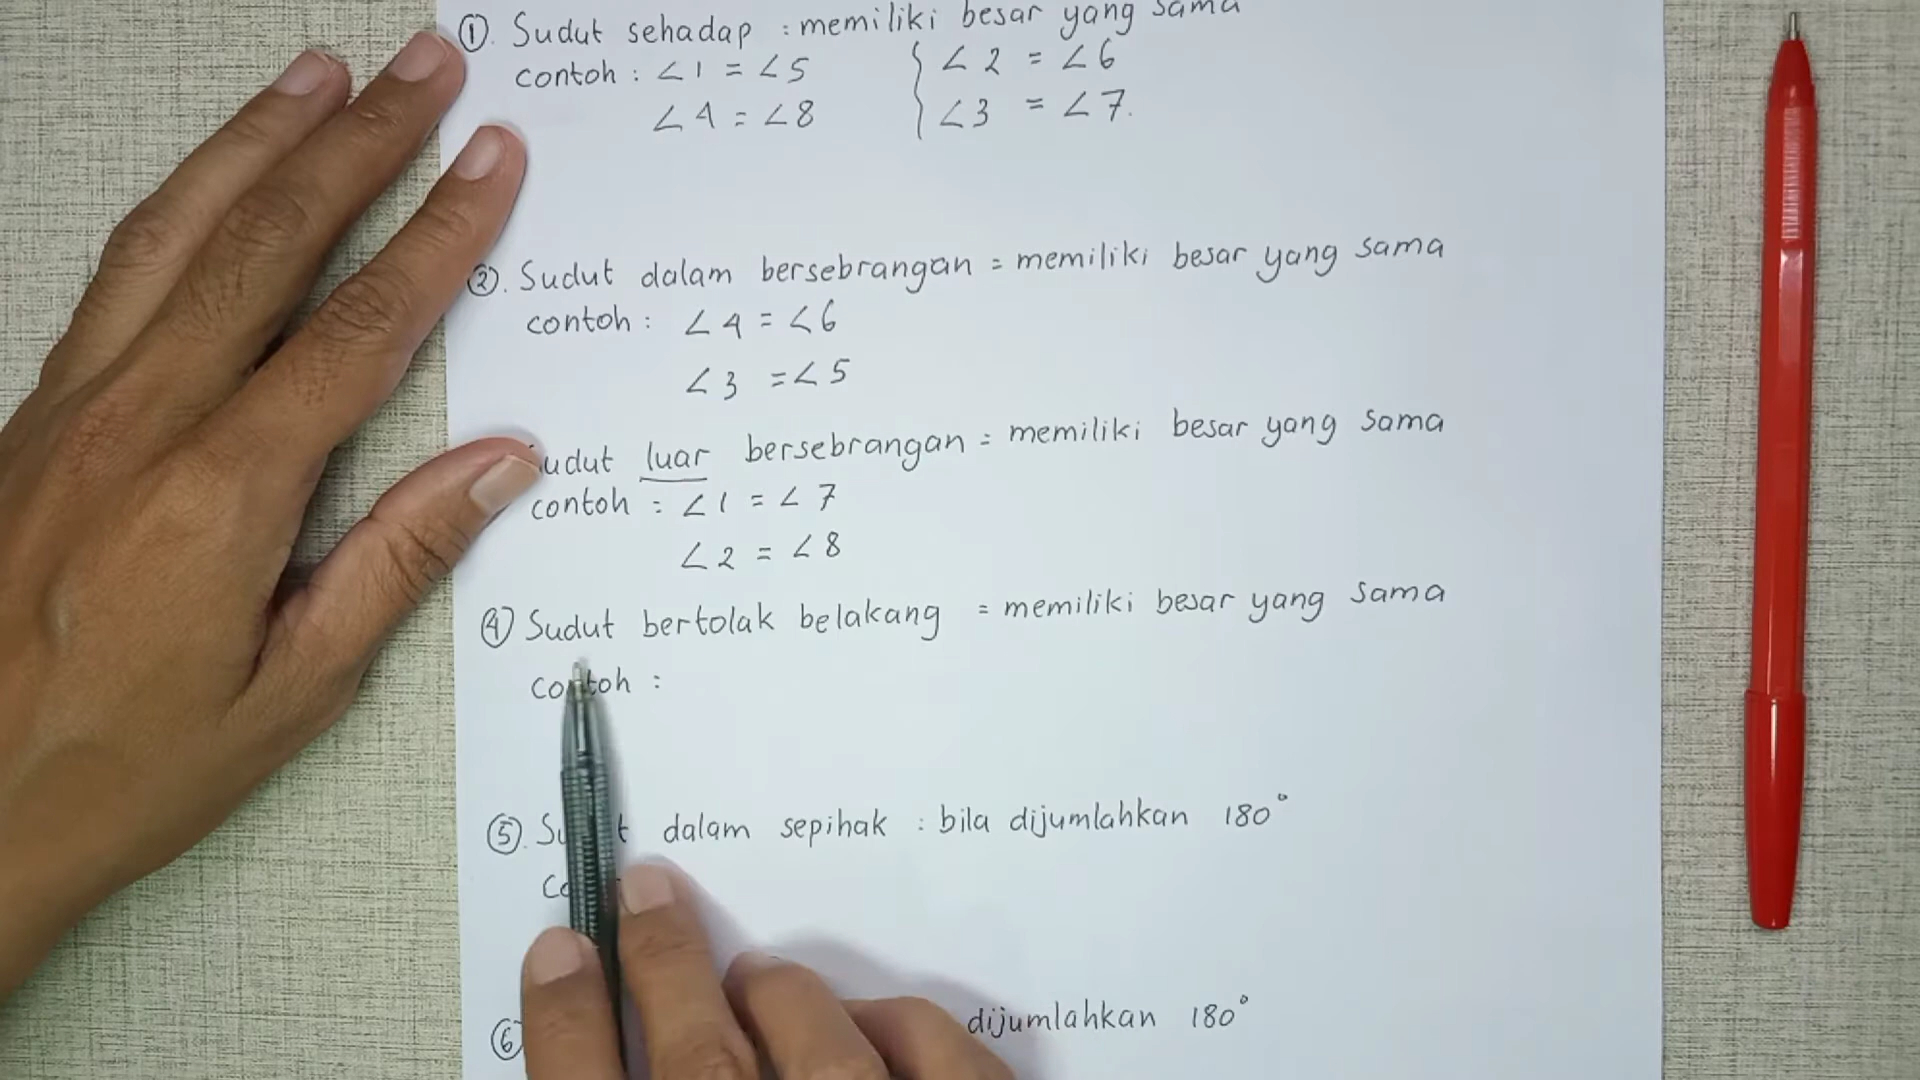 ① Sudut sehadap : memiliki besar yang sama
contoh : ∠1 = ∠5 { ∠2 = ∠6
∠4 = ∠8 ∠3 = ∠7.
②. Sudut dalam bersebrangan = memiliki besar yang sama
contoh : ∠4 = ∠6
∠3 = ∠5
udut luar bersebrangan = memiliki besar yang sama
contoh : ∠1 = ∠7
∠2 = ∠8
④ Sudut bertolak belakang = memiliki besar yang sama
contoh :
⑤. dalam sepihak : bila dijumlahkan 180°
⑥ dijumlahkan 180°